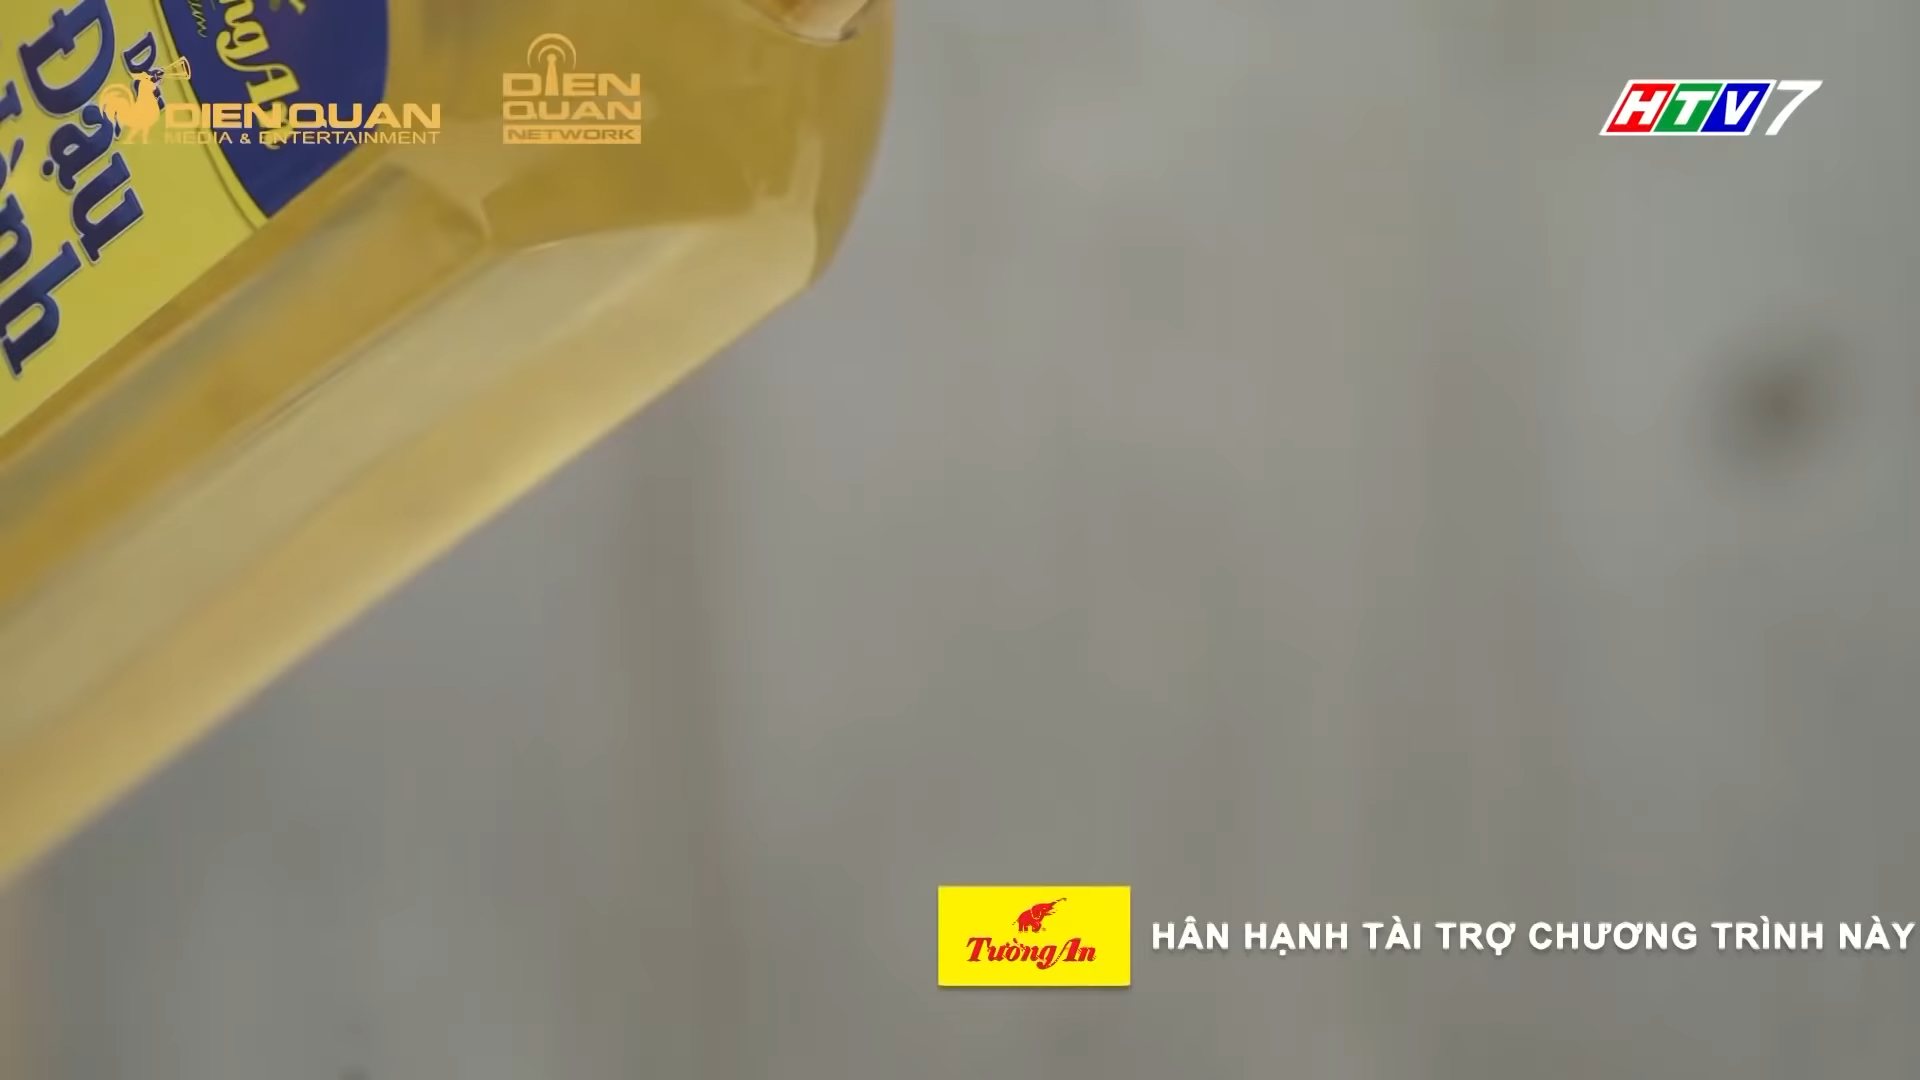 DIENQUAN
MEDIA & ENTERTAINMENT
DIEN
QUAN
NETWORK
HTV7
Đậu
Tường An
HÂN HẠNH TÀI TRỢ CHƯƠNG TRÌNH NÀY